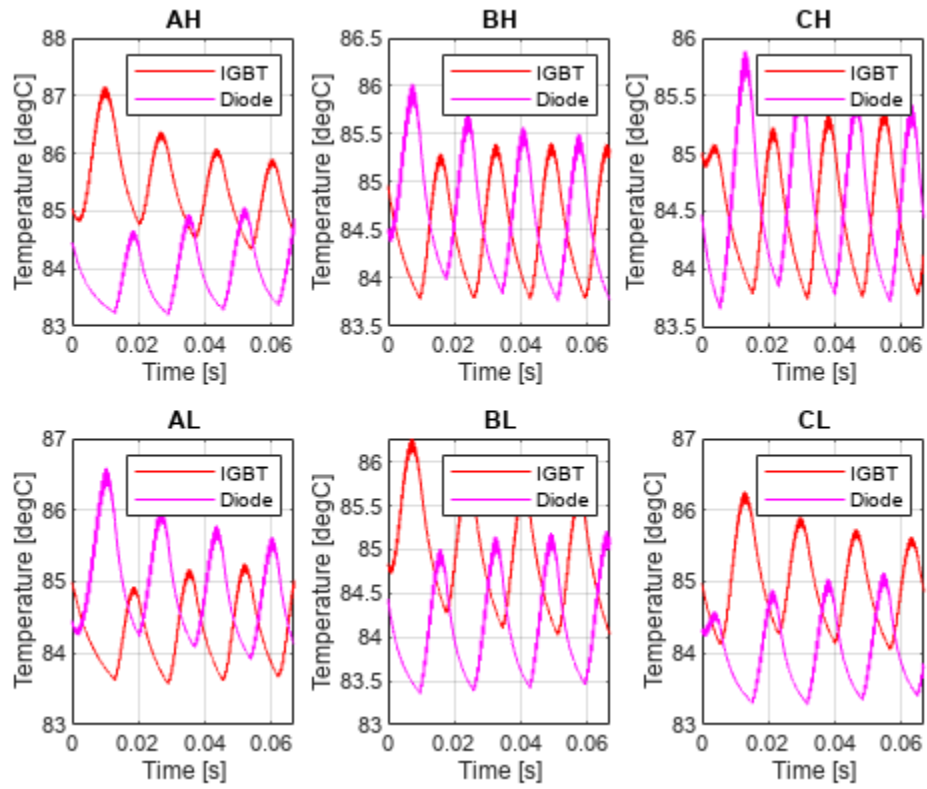 AH
BH
CH
88
87
86
85
84
83
Temperature [degC]
IGBT
Diode
0
0.02
0.04
0.06
Time [s]
86.5
86
85.5
85
84.5
84
83.5
Temperature [degC]
IGBT
Diode
0
0.02
0.04
0.06
Time [s]
86
85.5
85
84.5
84
83.5
Temperature [degC]
IGBT
Diode
0
0.02
0.04
0.06
Time [s]
AL
BL
CL
87
86
85
84
83
Temperature [degC]
IGBT
Diode
0
0.02
0.04
0.06
Time [s]
86
85.5
85
84.5
84
83.5
83
Temperature [degC]
IGBT
Diode
0
0.02
0.04
0.06
Time [s]
87
86
85
84
83
Temperature [degC]
IGBT
Diode
0
0.02
0.04
0.06
Time [s]